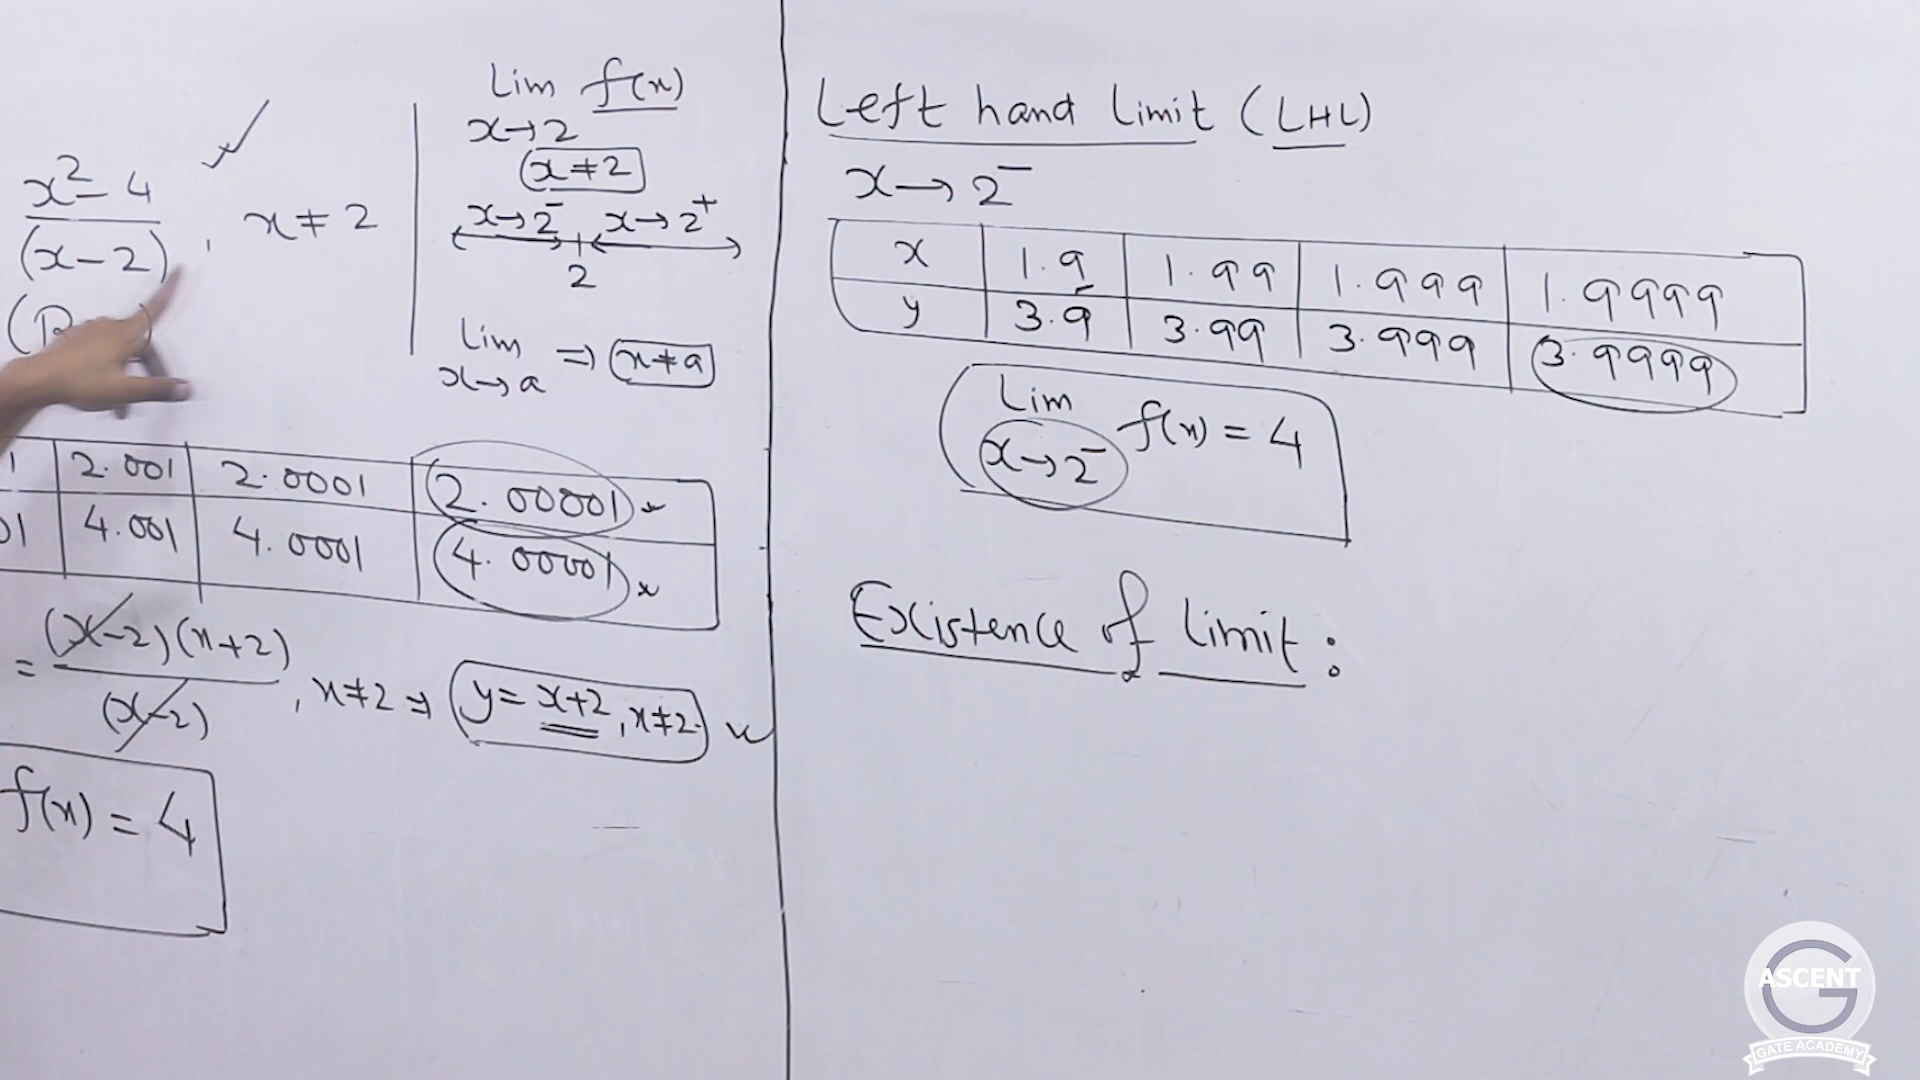 x² - 4
(x - 2) , x ≠ 2
Lim f(x)
x → 2
x ≠ 2
x → 2⁻ x → 2⁺
2
Lim ⇒ x ≠ a
x → a
1 2.001 2.0001 2.00001
01 4.001 4.0001 4.00001
= (x-2)(x+2)
(x-2) , x ≠ 2 ⇒ y = x+2, x ≠ 2
f(x) = 4
Left hand limit (LHL)
x → 2⁻
x 1.9 1.99 1.999 1.9999
y 3.9 3.99 3.999 3.9999
Lim f(x) = 4
x → 2⁻
Existence of limit:
ASCENT
G
GATE ACADEMY